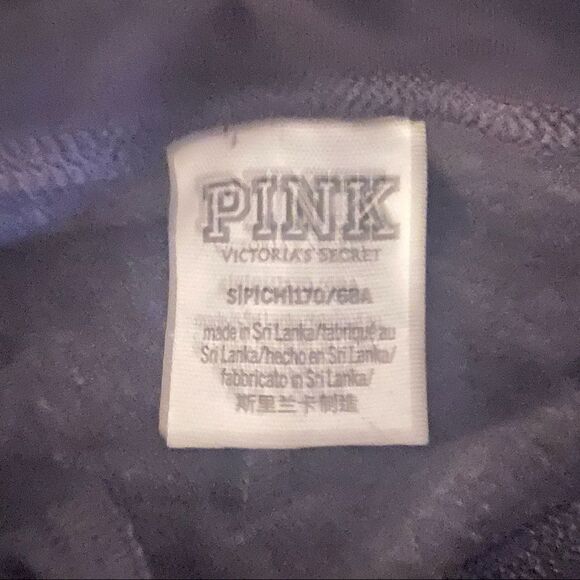 PINK
VICTORIA'S SECRET
S|P|CH|170/68A
made in Sri Lanka/fabriqué au
Sri Lanka/hecho en Sri Lanka/
fabbricato in Sri Lanka/
斯里兰卡制造